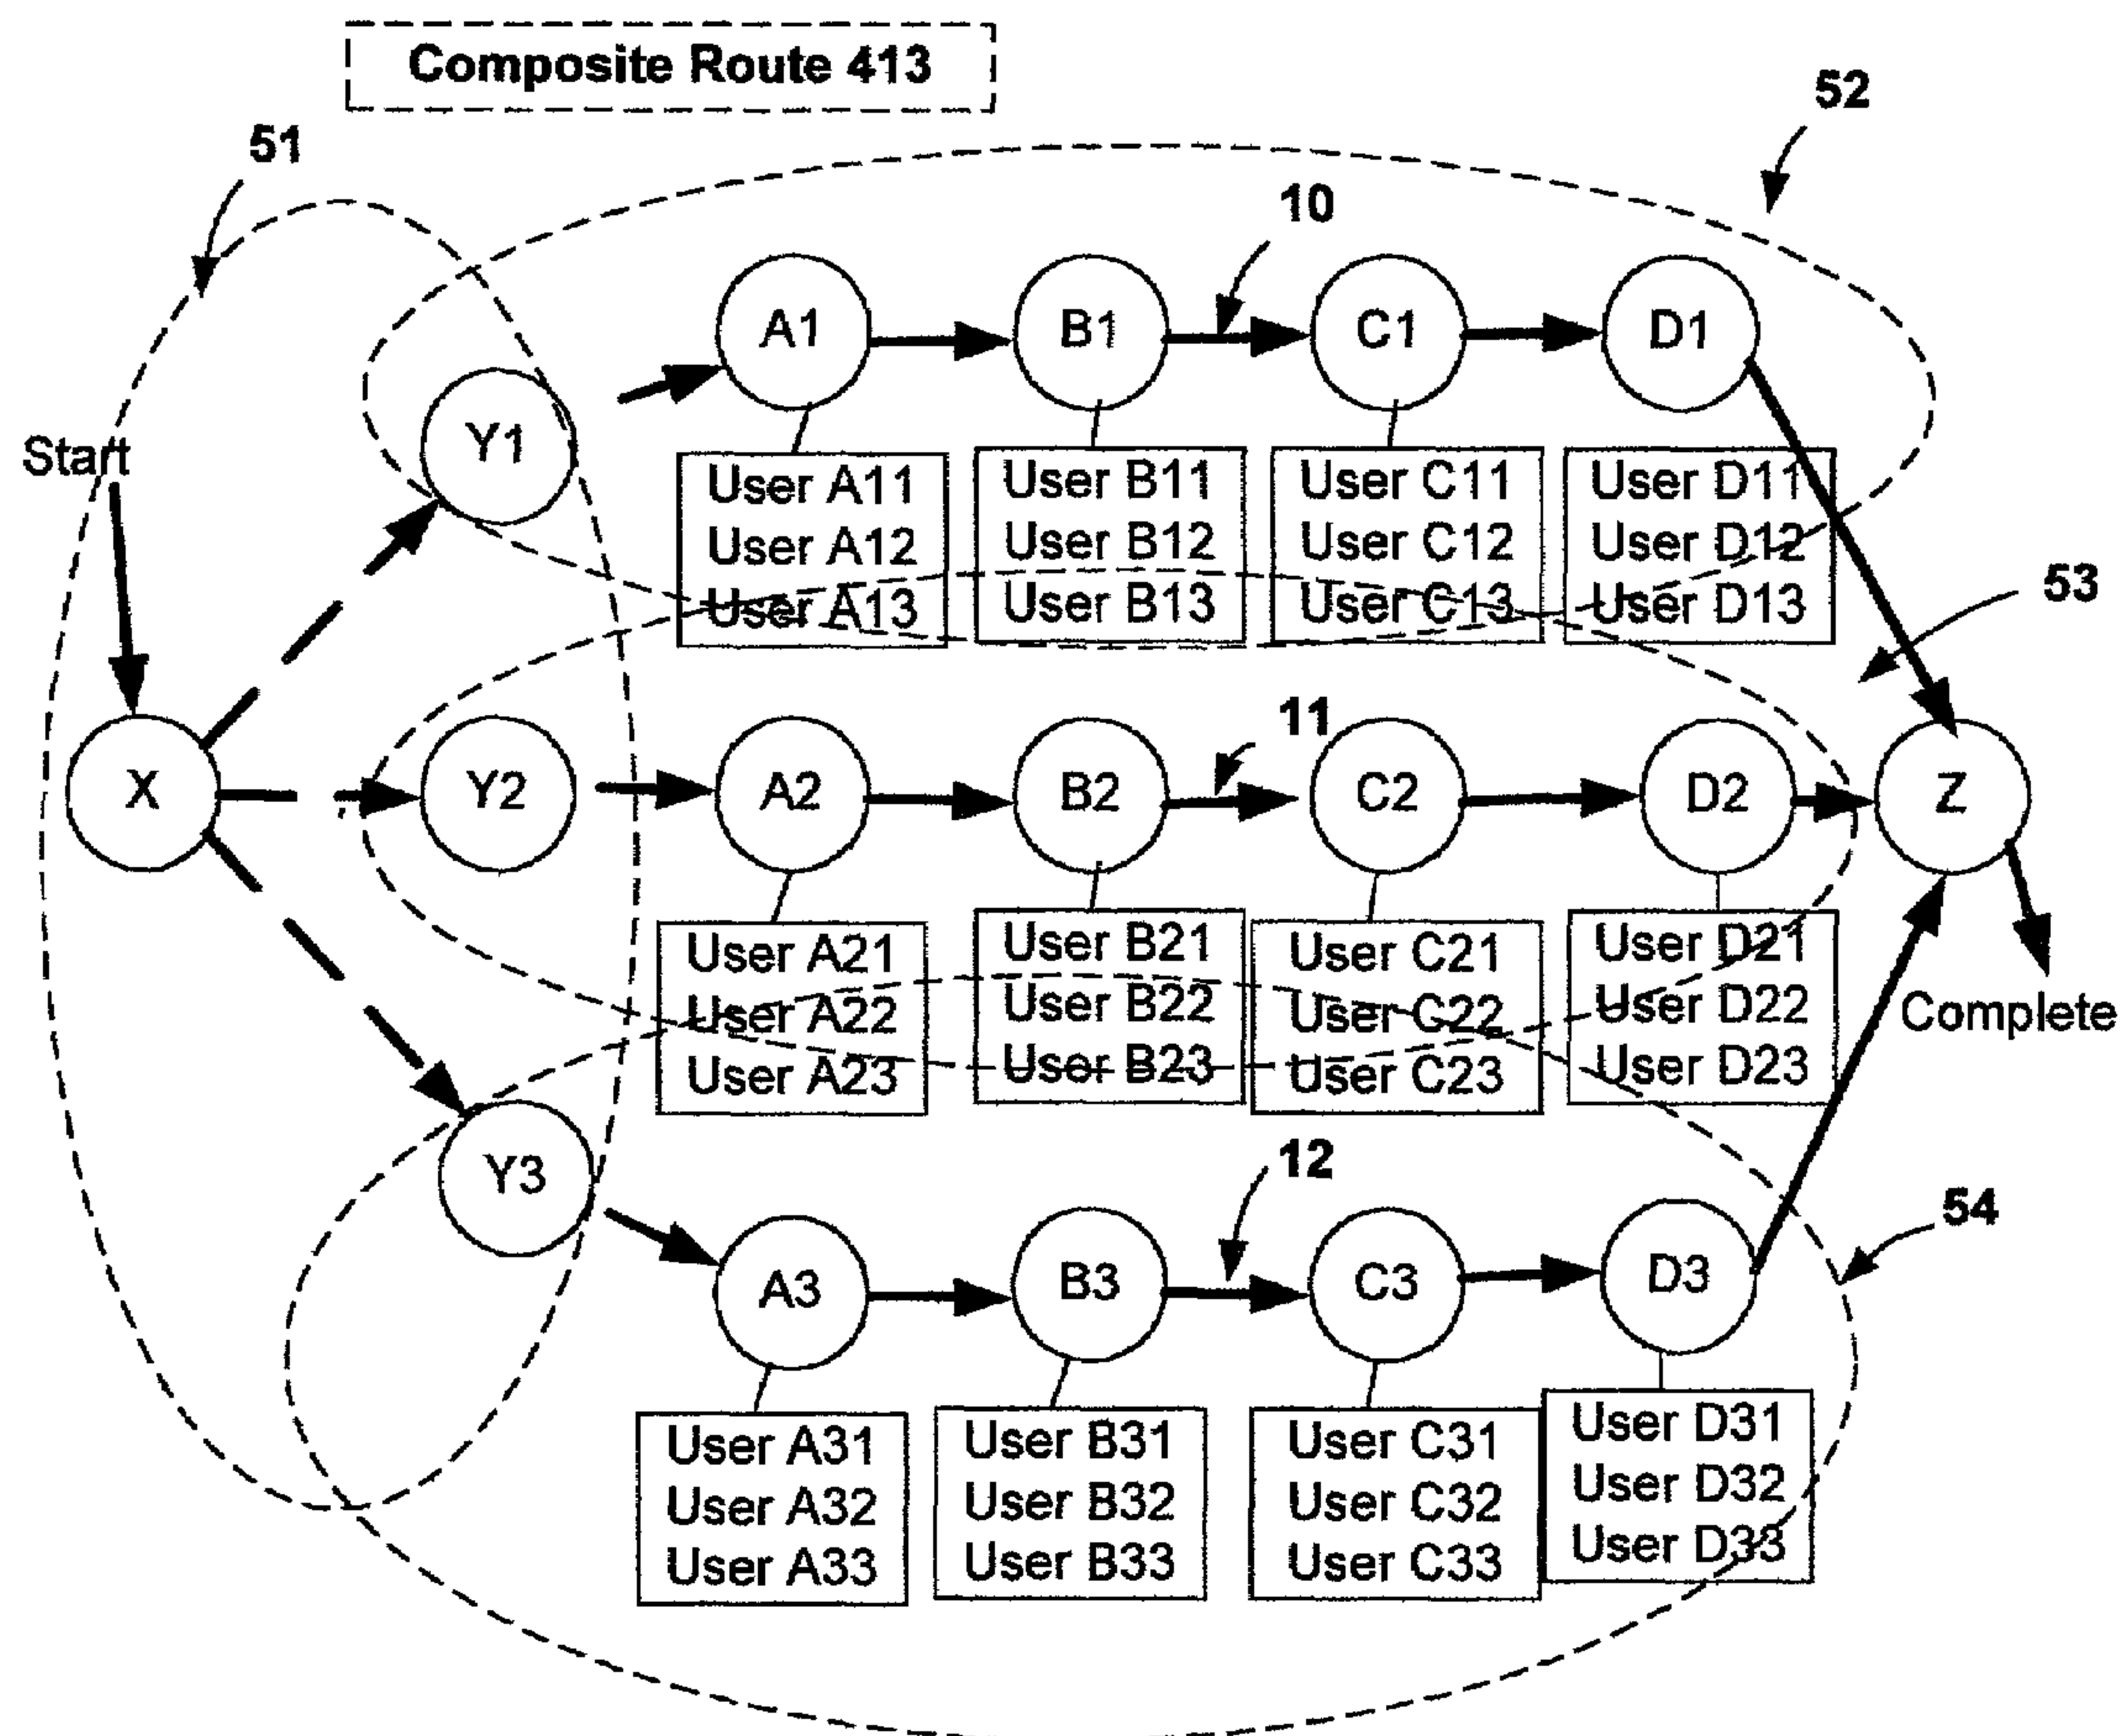 Composite Route 413
51
52
10
A1
B1
C1
D1
Y1
Start
User A11
User A12
User A13
User B11
User B12
User B13
User C11
User C12
User C13
User D11
User D12
User D13
53
11
X
Y2
A2
B2
C2
D2
Z
User A21
User A22
User A23
User B21
User B22
User B23
User C21
User C22
User C23
User D21
User D22
User D23
Complete
12
Y3
54
A3
B3
C3
D3
User A31
User A32
User A33
User B31
User B32
User B33
User C31
User C32
User C33
User D31
User D32
User D33